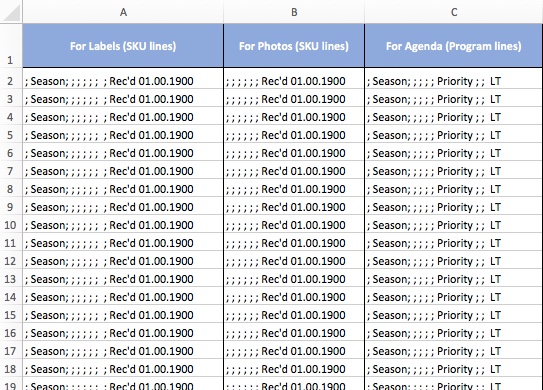 A B C
1 For Labels (SKU lines) For Photos (SKU lines) For Agenda (Program lines)
2 ; Season; ; ; ; ; ; ; Rec'd 01.00.1900 ; ; ; ; ; ; Rec'd 01.00.1900 ; Season; ; ; ; Priority ; ; LT
3 ; Season; ; ; ; ; ; ; Rec'd 01.00.1900 ; ; ; ; ; ; Rec'd 01.00.1900 ; Season; ; ; ; Priority ; ; LT
4 ; Season; ; ; ; ; ; ; Rec'd 01.00.1900 ; ; ; ; ; ; Rec'd 01.00.1900 ; Season; ; ; ; Priority ; ; LT
5 ; Season; ; ; ; ; ; ; Rec'd 01.00.1900 ; ; ; ; ; ; Rec'd 01.00.1900 ; Season; ; ; ; Priority ; ; LT
6 ; Season; ; ; ; ; ; ; Rec'd 01.00.1900 ; ; ; ; ; ; Rec'd 01.00.1900 ; Season; ; ; ; Priority ; ; LT
7 ; Season; ; ; ; ; ; ; Rec'd 01.00.1900 ; ; ; ; ; ; Rec'd 01.00.1900 ; Season; ; ; ; Priority ; ; LT
8 ; Season; ; ; ; ; ; ; Rec'd 01.00.1900 ; ; ; ; ; ; Rec'd 01.00.1900 ; Season; ; ; ; Priority ; ; LT
9 ; Season; ; ; ; ; ; ; Rec'd 01.00.1900 ; ; ; ; ; ; Rec'd 01.00.1900 ; Season; ; ; ; Priority ; ; LT
10 ; Season; ; ; ; ; ; ; Rec'd 01.00.1900 ; ; ; ; ; ; Rec'd 01.00.1900 ; Season; ; ; ; Priority ; ; LT
11 ; Season; ; ; ; ; ; ; Rec'd 01.00.1900 ; ; ; ; ; ; Rec'd 01.00.1900 ; Season; ; ; ; Priority ; ; LT
12 ; Season; ; ; ; ; ; ; Rec'd 01.00.1900 ; ; ; ; ; ; Rec'd 01.00.1900 ; Season; ; ; ; Priority ; ; LT
13 ; Season; ; ; ; ; ; ; Rec'd 01.00.1900 ; ; ; ; ; ; Rec'd 01.00.1900 ; Season; ; ; ; Priority ; ; LT
14 ; Season; ; ; ; ; ; ; Rec'd 01.00.1900 ; ; ; ; ; ; Rec'd 01.00.1900 ; Season; ; ; ; Priority ; ; LT
15 ; Season; ; ; ; ; ; ; Rec'd 01.00.1900 ; ; ; ; ; ; Rec'd 01.00.1900 ; Season; ; ; ; Priority ; ; LT
16 ; Season; ; ; ; ; ; ; Rec'd 01.00.1900 ; ; ; ; ; ; Rec'd 01.00.1900 ; Season; ; ; ; Priority ; ; LT
17 ; Season; ; ; ; ; ; ; Rec'd 01.00.1900 ; ; ; ; ; ; Rec'd 01.00.1900 ; Season; ; ; ; Priority ; ; LT
18 ; Season; ; ; ; ; ; ; Rec'd 01.00.1900 ; ; ; ; ; ; Rec'd 01.00.1900 ; Season; ; ; ; Priority ; ; LT
19 ; Season; ; ; ; ; ; ; Rec'd 01.00.1900 ; ; ; ; ; ; Rec'd 01.00.1900 ; Season; ; ; ; Priority ; ; LT